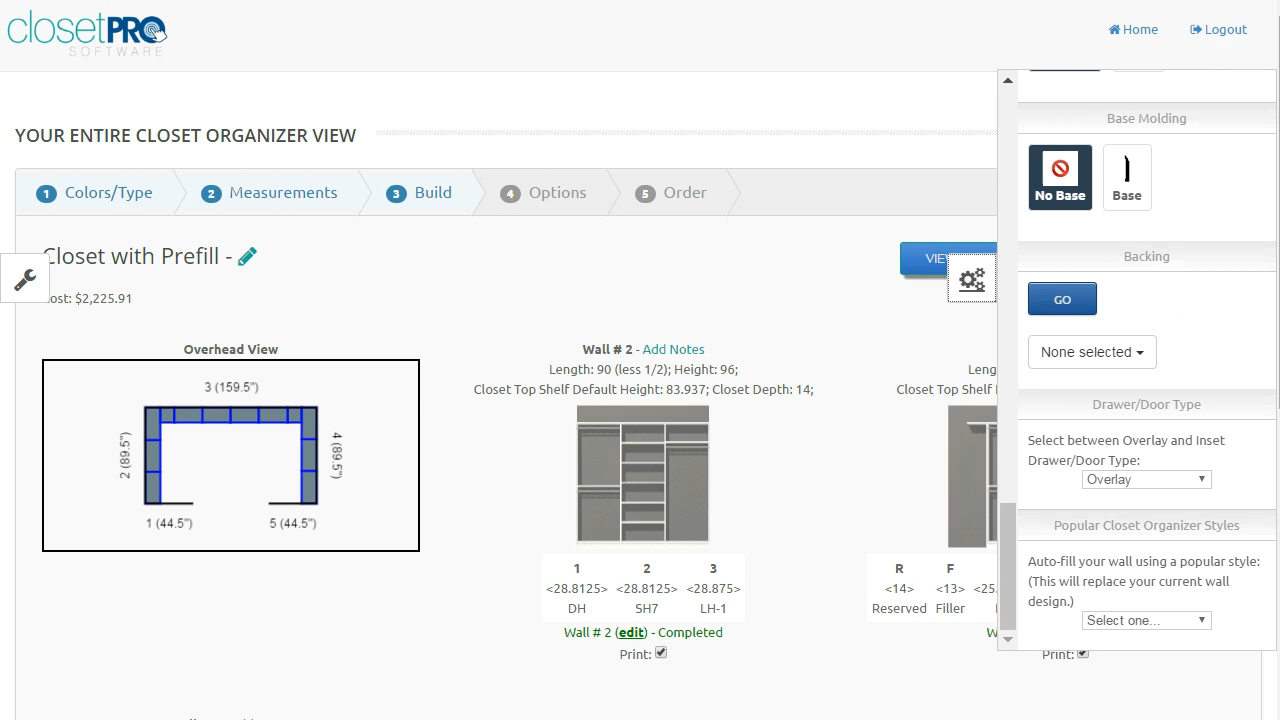 closetPRO
SOFTWARE
Home
Logout
YOUR ENTIRE CLOSET ORGANIZER VIEW
1 Colors/Type
2 Measurements
3 Build
4 Options
5 Order
Closet with Prefill -
ost: $2,225.91
VIE
Overhead View
3 (159.5")
2 (89.5")
4 (89.5")
1 (44.5")
5 (44.5")
Wall # 2 - Add Notes
Length: 90 (less 1/2); Height: 96;
Closet Top Shelf Default Height: 83.937; Closet Depth: 14;
1 2 3
<28.8125> <28.8125> <28.875>
DH SH7 LH-1
Wall # 2 (edit) - Completed
Print:
Leng
Closet Top Shelf
R F
<14> <13> <25.
Reserved Filler
W
Print:
Base Molding
No Base
Base
Backing
GO
None selected
Drawer/Door Type
Select between Overlay and Inset
Drawer/Door Type:
Overlay
Popular Closet Organizer Styles
Auto-fill your wall using a popular style:
(This will replace your current wall
design.)
Select one...